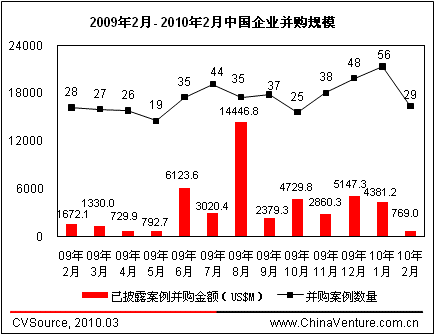 2009年2月- 2010年2月中国企业并购规模
24000
18000
12000
6000
0
28 27 26 19 35 44 35 37 25 38 48 56 29
1672.1 1330.0 729.9 792.7 6123.6 3020.4 14446.8 2379.3 4729.8 2860.3 5147.3 4381.2 769.0
09年 09年 09年 09年 09年 09年 09年 09年 09年 09年 09年 10年 10年
2月 3月 4月 5月 6月 7月 8月 9月 10月 11月 12月 1月 2月
已披露案例并购金额（US$M） 并购案例数量
CVSource, 2010.03 www.ChinaVenture.com.cn